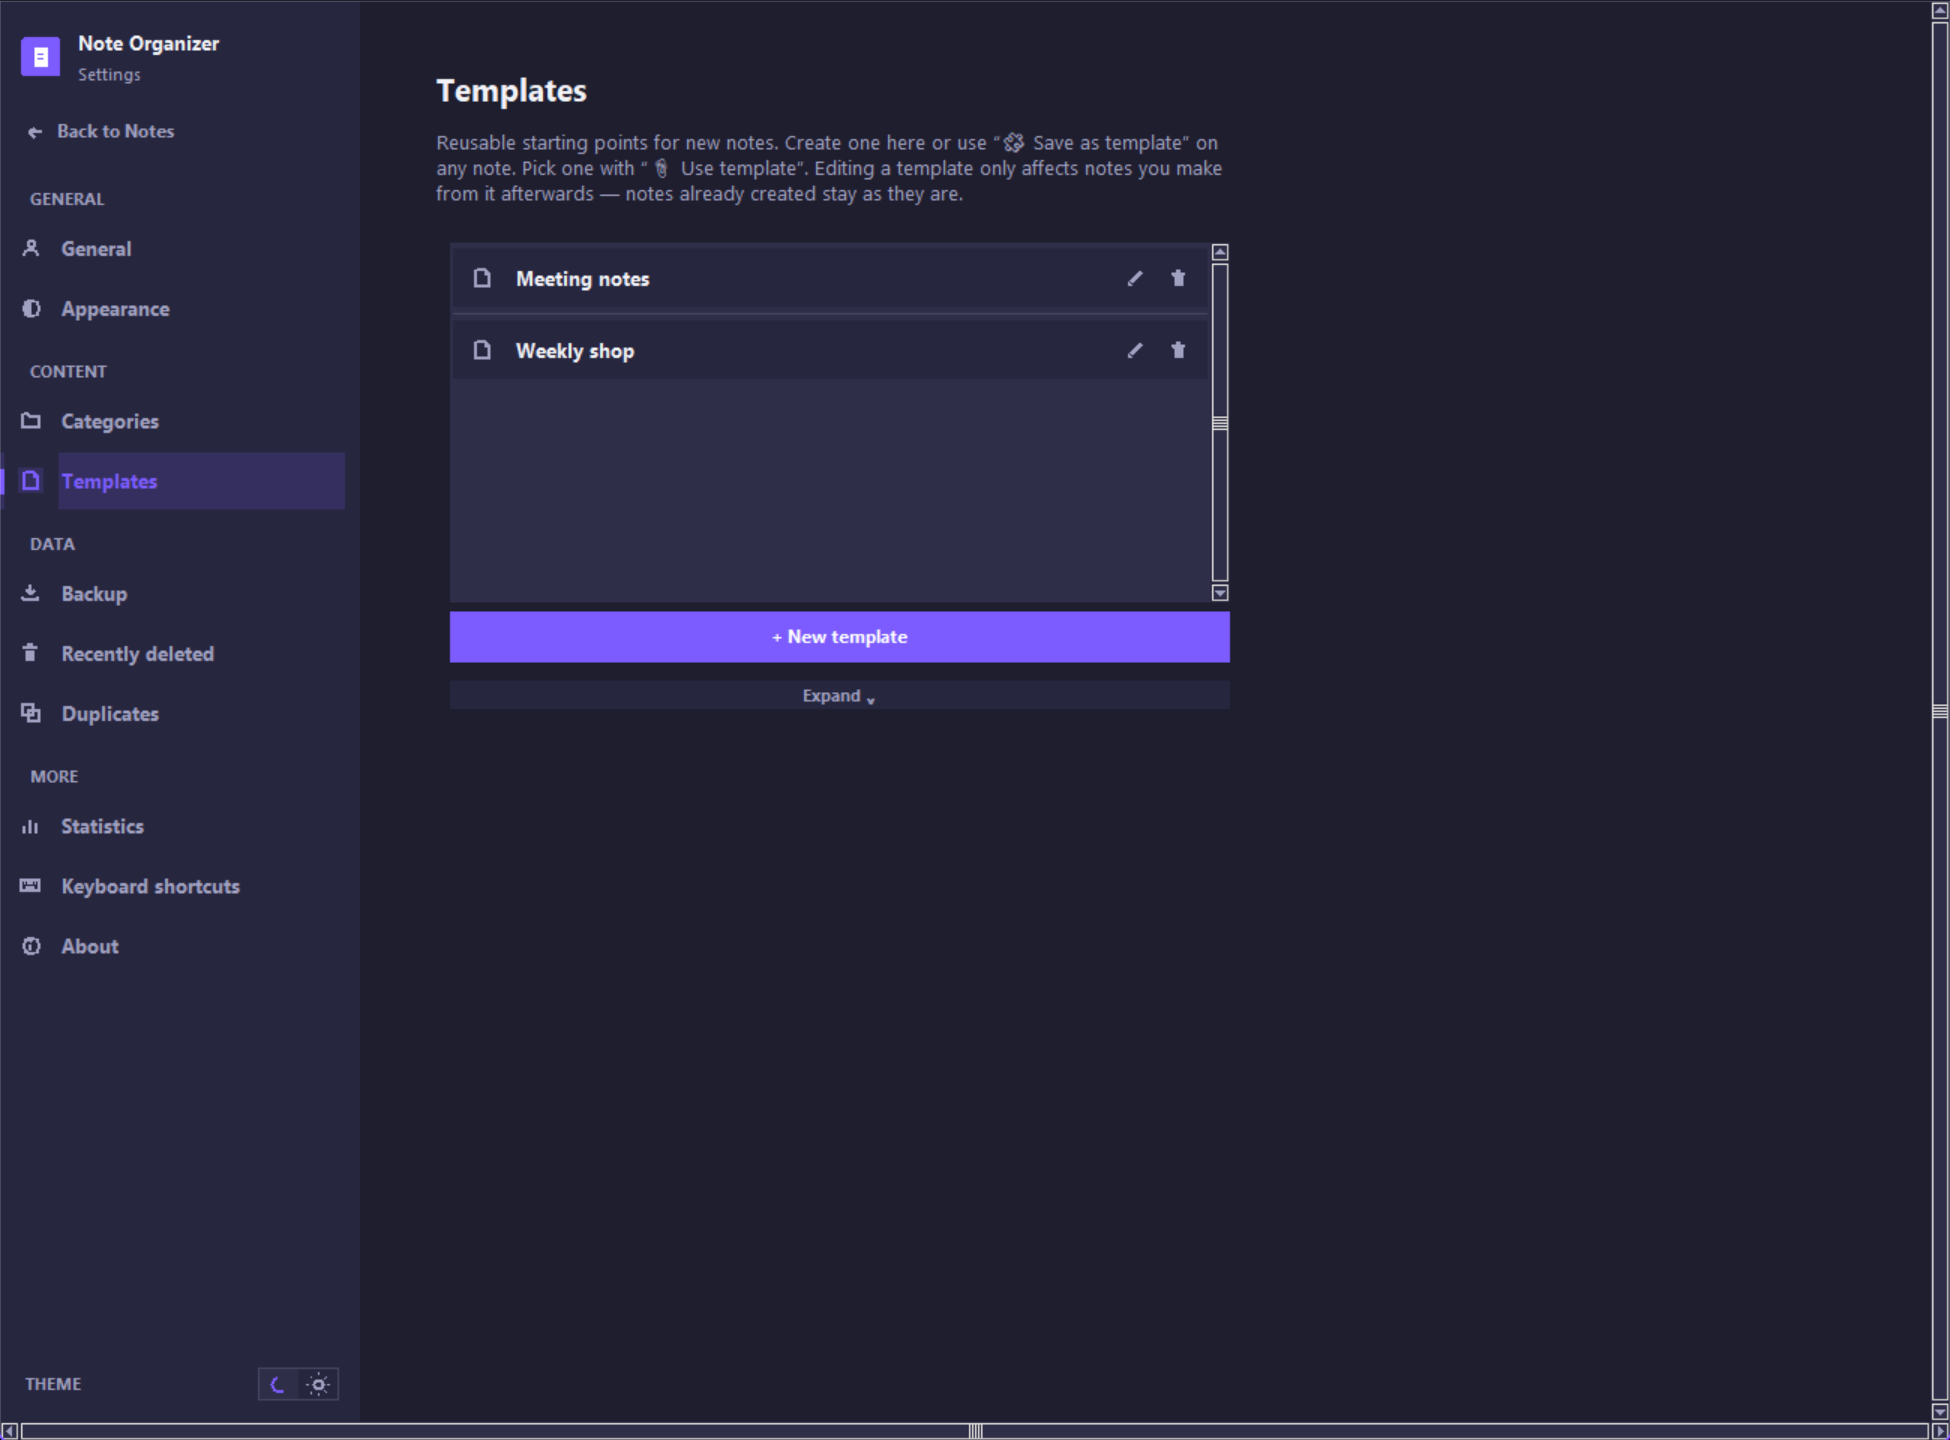 Note Organizer
Settings
Back to Notes
GENERAL
General
Appearance
CONTENT
Categories
Templates
DATA
Backup
Recently deleted
Duplicates
MORE
Statistics
Keyboard shortcuts
About
THEME
Templates
Reusable starting points for new notes. Create one here or use “ Save as template” on
any note. Pick one with “ Use template”. Editing a template only affects notes you make
from it afterwards — notes already created stay as they are.
Meeting notes
Weekly shop
+ New template
Expand